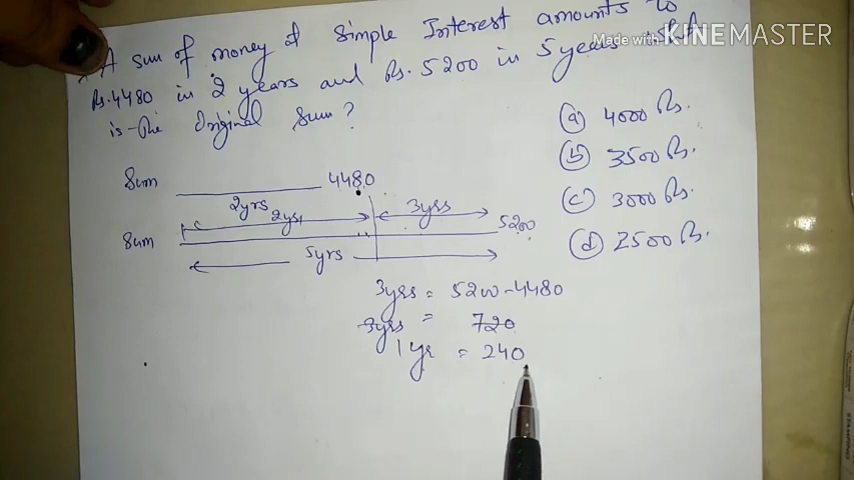 A sum of money at Simple Interest amounts to
Rs.4480 in 2 years and Rs.5200 in 5 years
is the Original Sum?
Made with KINEMASTER
(a) 4000 Rs.
(b) 3500 Rs.
(c) 3000 Rs.
(d) 2500 Rs.
Sum 4480
2yrs
2yrs 3yrs
Sum 5200
5yrs
3yrs = 5200-4480
3yrs = 720
1yr = 240